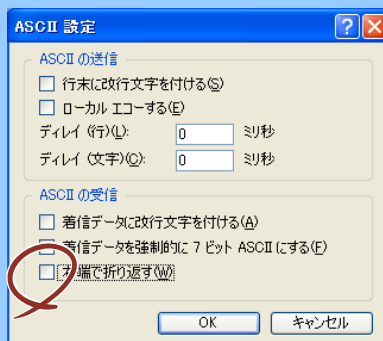 ASCII 設定
ASCII の送信
行末に改行文字を付ける(S)
ローカル エコーする(E)
ディレイ (行)(L): 0 ミリ秒
ディレイ (文字)(C): 0 ミリ秒
ASCII の受信
着信データに改行文字を付ける(A)
着信データを強制的に 7 ビット ASCII にする(F)
右端で折り返す(W)
OK キャンセル